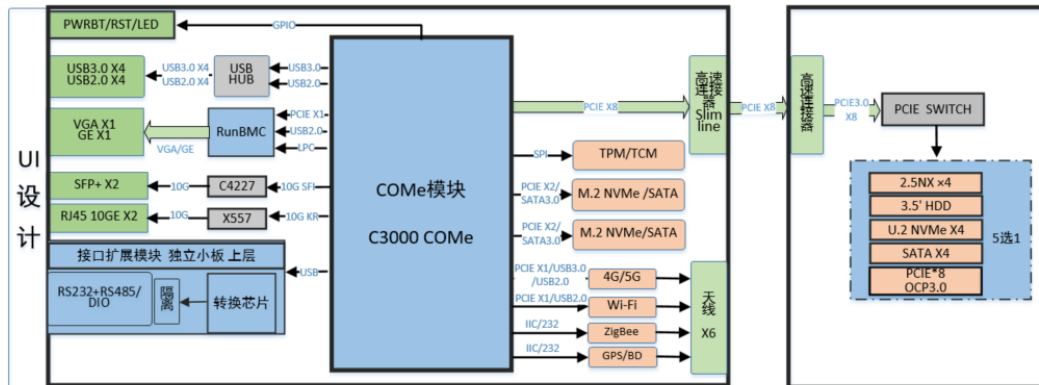 UI
设
计
PWRBT/RST/LED
GPIO
USB3.0 X4
USB2.0 X4
USB3.0 X4
USB2.0 X4
USB
HUB
USB3.0
USB2.0
VGA X1
GE X1
VGA/GE
RunBMC
PCIE X1
USB2.0
LPC
SFP+ X2
10G
C4227
10G SFI
RJ45 10GE X2
10G
X557
10G KR
接口扩展模块 独立小板 上层
USB
RS232+RS485/
DIO
隔
离
转换芯片
COMe模块
C3000 COMe
PCIE X8
高速
连接
器
Slim
line
SPI
TPM/TCM
PCIE X2/
SATA3.0
M.2 NVMe /SATA
PCIE X2/
SATA3.0
M.2 NVMe/SATA
PCIE X1/USB3.0
/USB2.0
4G/5G
PCIE X1/USB2.0
Wi-Fi
IIC/232
ZigBee
IIC/232
GPS/BD
天
线
X6
PCIE X8
高速
连接
器
PCIE3.0
X8
PCIE SWITCH
2.5NX ×4
3.5' HDD
U.2 NVMe X4
SATA X4
PCIE*8
OCP3.0
5选1